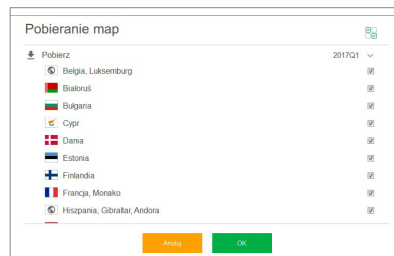 Pobieranie map
Pobierz 2017Q1
Belgia, Luksemburg
Białoruś
Bułgaria
Cypr
Dania
Estonia
Finlandia
Francja, Monako
Hiszpania, Gibraltar, Andora
Anuluj OK